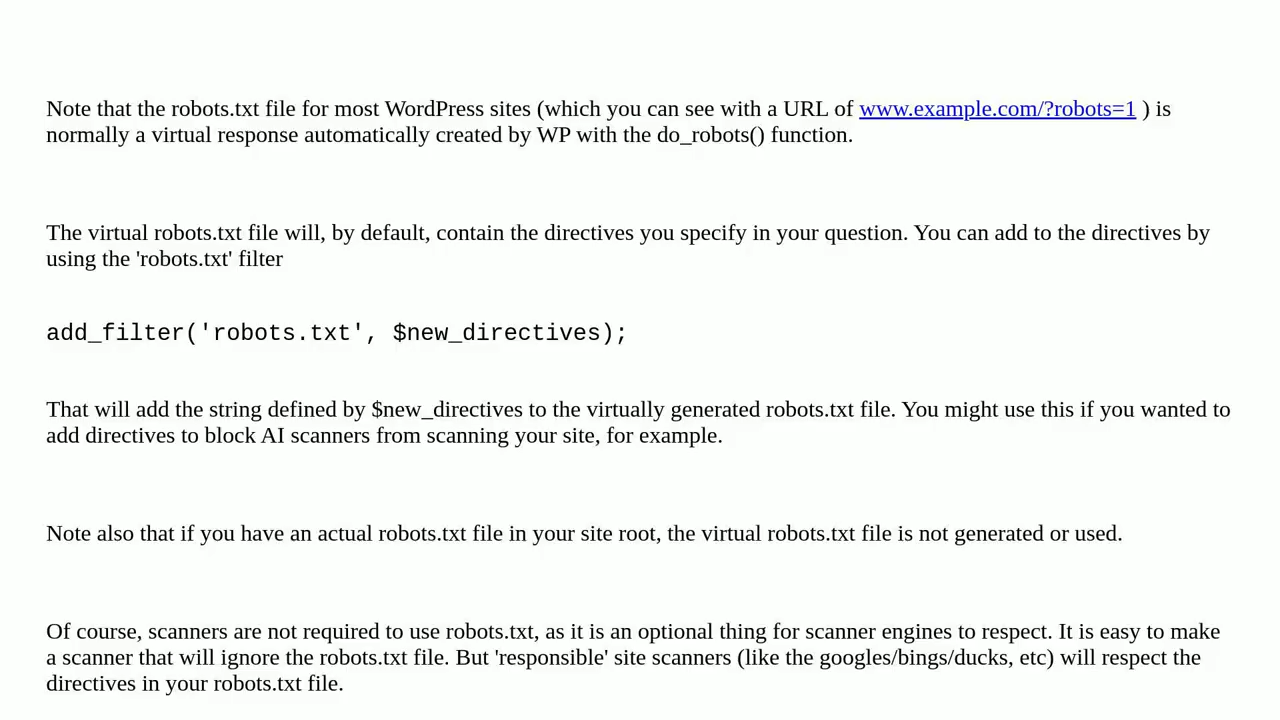 Note that the robots.txt file for most WordPress sites (which you can see with a URL of www.example.com/?robots=1 ) is
normally a virtual response automatically created by WP with the do_robots() function.
The virtual robots.txt file will, by default, contain the directives you specify in your question. You can add to the directives by
using the 'robots.txt' filter
add_filter('robots.txt', $new_directives);
That will add the string defined by $new_directives to the virtually generated robots.txt file. You might use this if you wanted to
add directives to block AI scanners from scanning your site, for example.
Note also that if you have an actual robots.txt file in your site root, the virtual robots.txt file is not generated or used.
Of course, scanners are not required to use robots.txt, as it is an optional thing for scanner engines to respect. It is easy to make
a scanner that will ignore the robots.txt file. But 'responsible' site scanners (like the googles/bings/ducks, etc) will respect the
directives in your robots.txt file.